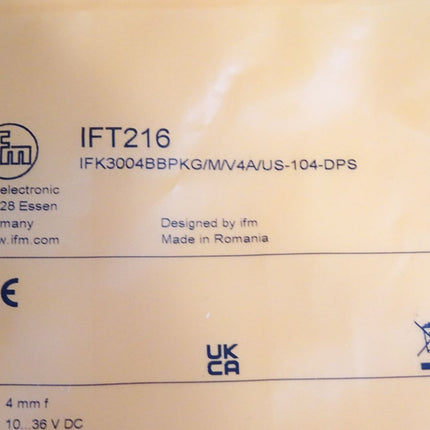 ifm
IFT216
IFK3004BBPKG/M/V4A/US-104-DPS
electronic
28 Essen
many
w.ifm.com
Designed by ifm
Made in Romania
CE
UK
CA
4 mm f
10...36 V DC